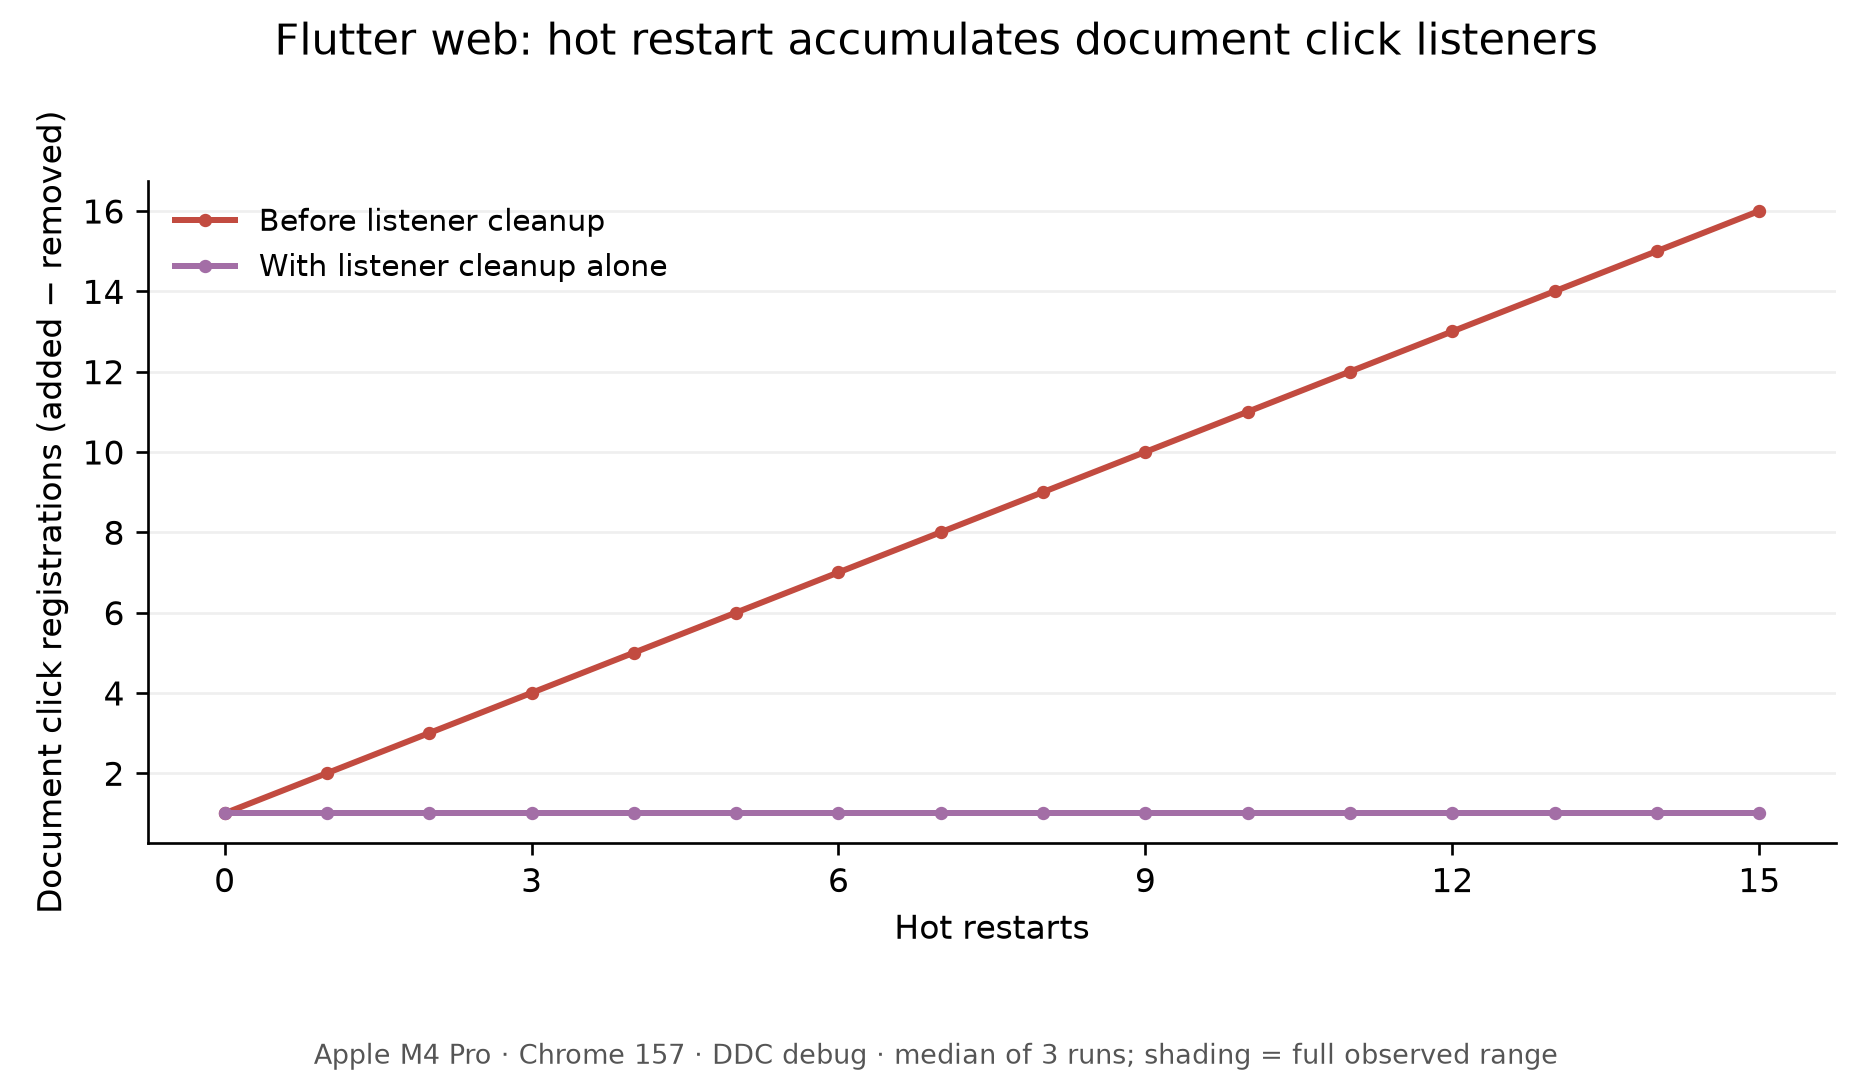 Flutter web: hot restart accumulates document click listeners
Document click registrations (added − removed)
Before listener cleanup
With listener cleanup alone
16
14
12
10
8
6
4
2
0 3 6 9 12 15
Hot restarts
Apple M4 Pro · Chrome 157 · DDC debug · median of 3 runs; shading = full observed range